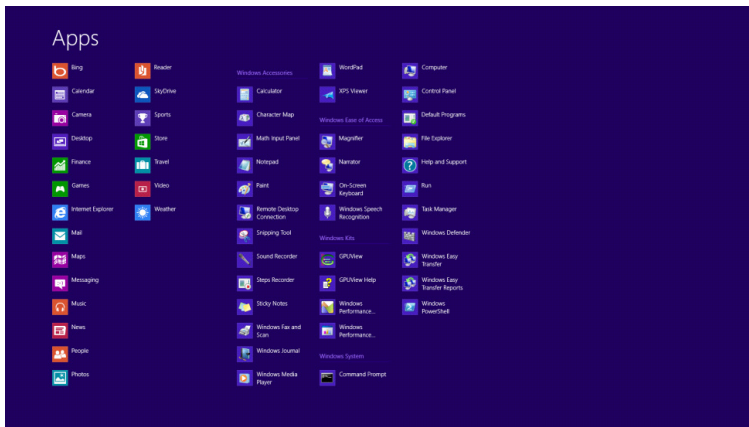 Apps
Bing
Calendar
Camera
Desktop
Finance
Games
Internet Explorer
Mail
Maps
Messaging
Music
News
People
Photos
Reader
SkyDrive
Sports
Store
Travel
Video
Weather
Windows Accessories
Calculator
Character Map
Math Input Panel
Notepad
Paint
Remote Desktop
Connection
Snipping Tool
Sound Recorder
Steps Recorder
Sticky Notes
Windows Fax and
Scan
Windows Journal
Windows Media
Player
WordPad
XPS Viewer
Windows Ease of Access
Magnifier
Narrator
On-Screen
Keyboard
Windows Speech
Recognition
Windows Kits
GPUView
GPUView Help
Windows
Performance...
Windows
Performance...
Windows System
Command Prompt
Computer
Control Panel
Default Programs
File Explorer
Help and Support
Run
Task Manager
Windows Defender
Windows Easy
Transfer
Windows Easy
Transfer Reports
Windows
PowerShell